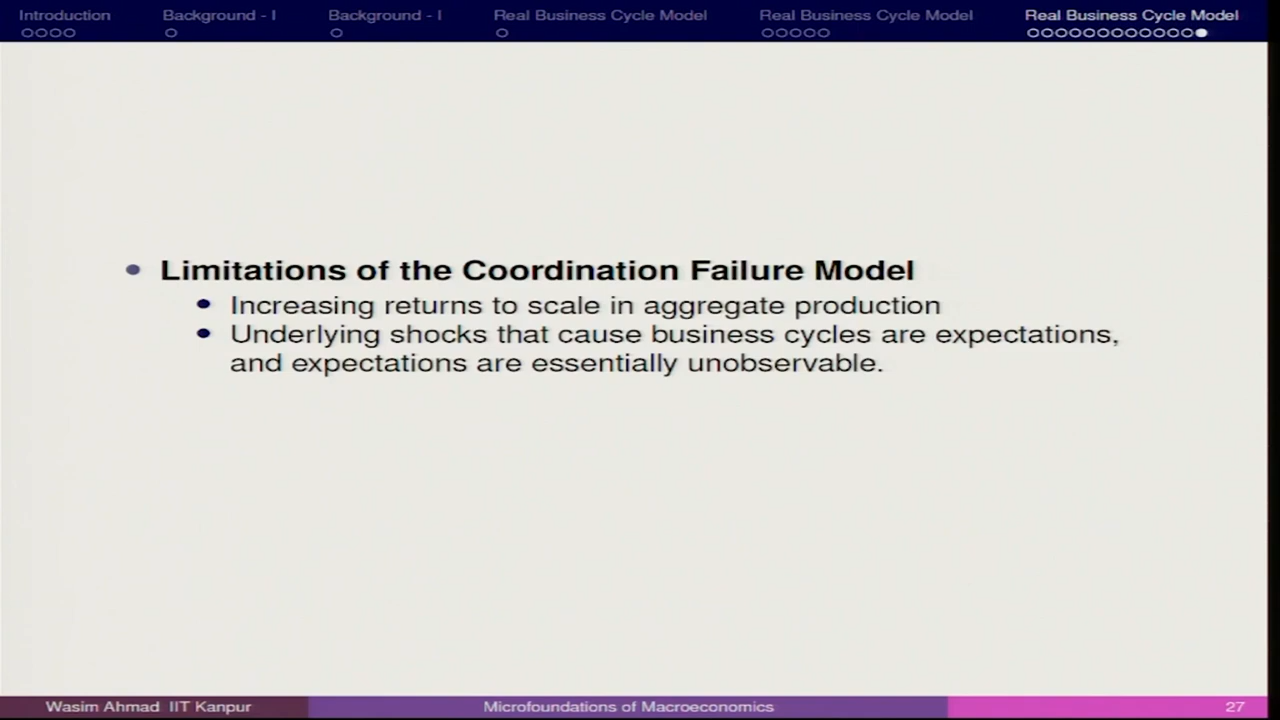 Introduction Background - I Background - I Real Business Cycle Model Real Business Cycle Model Real Business Cycle Model
Limitations of the Coordination Failure Model
Increasing returns to scale in aggregate production
Underlying shocks that cause business cycles are expectations,
and expectations are essentially unobservable.
Wasim Ahmad IIT Kanpur Microfoundations of Macroeconomics 27